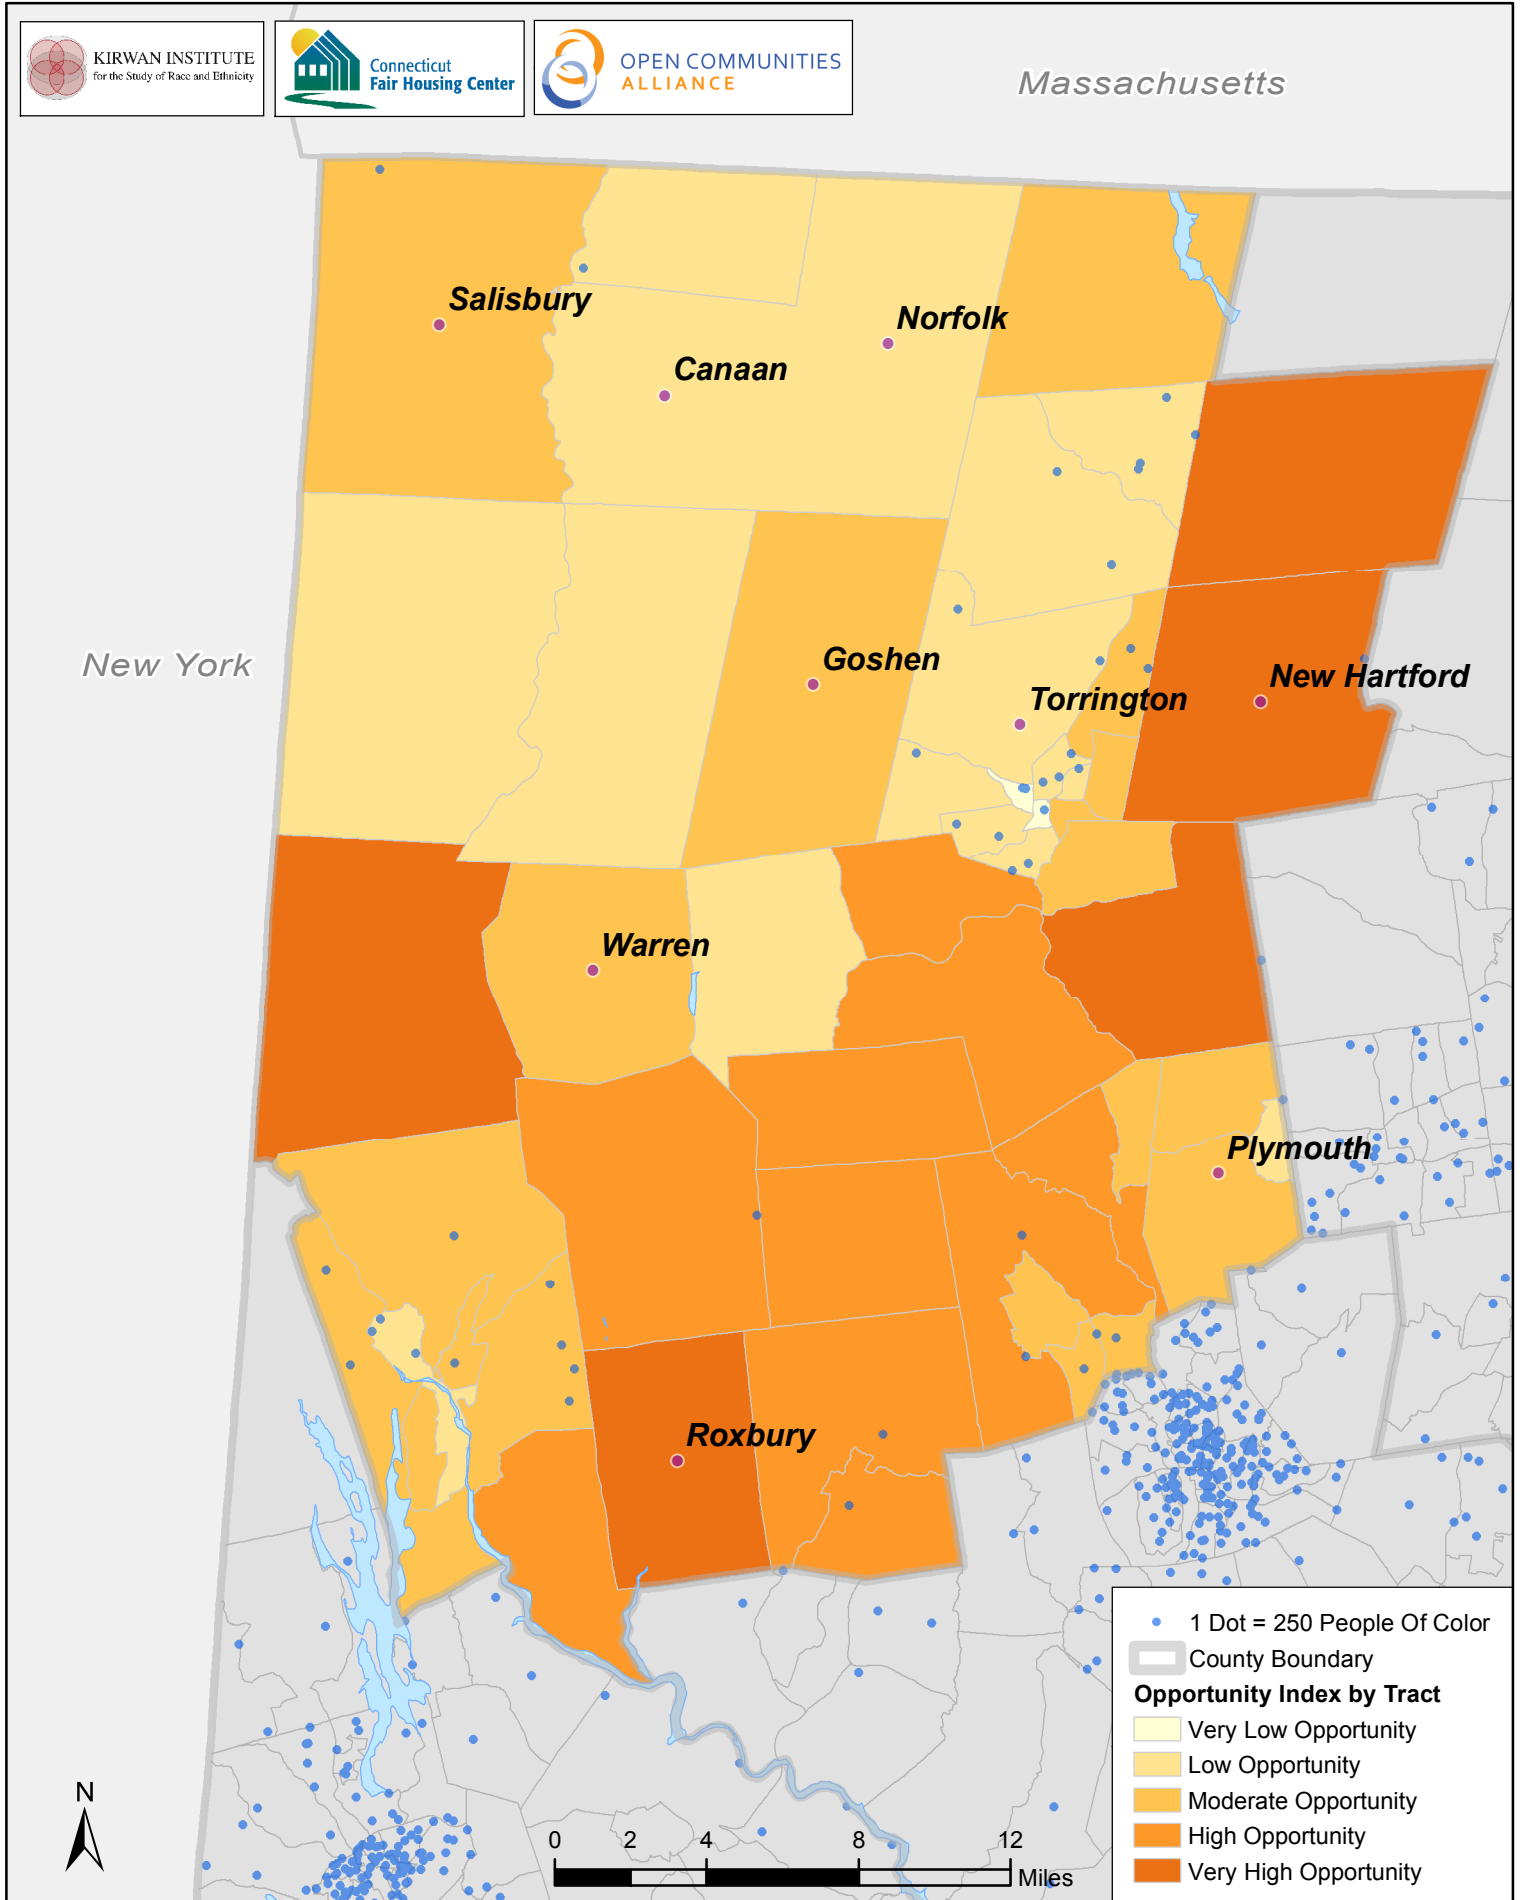 KIRWAN INSTITUTE
for the Study of Race and Ethnicity
Connecticut
Fair Housing Center
OPEN COMMUNITIES
ALLIANCE
Massachusetts
Salisbury
Norfolk
Canaan
New York
Goshen
Torrington
New Hartford
Warren
Plymouth
Roxbury
1 Dot = 250 People Of Color
County Boundary
Opportunity Index by Tract
Very Low Opportunity
Low Opportunity
Moderate Opportunity
High Opportunity
Very High Opportunity
N
0 2 4 8 12
Miles